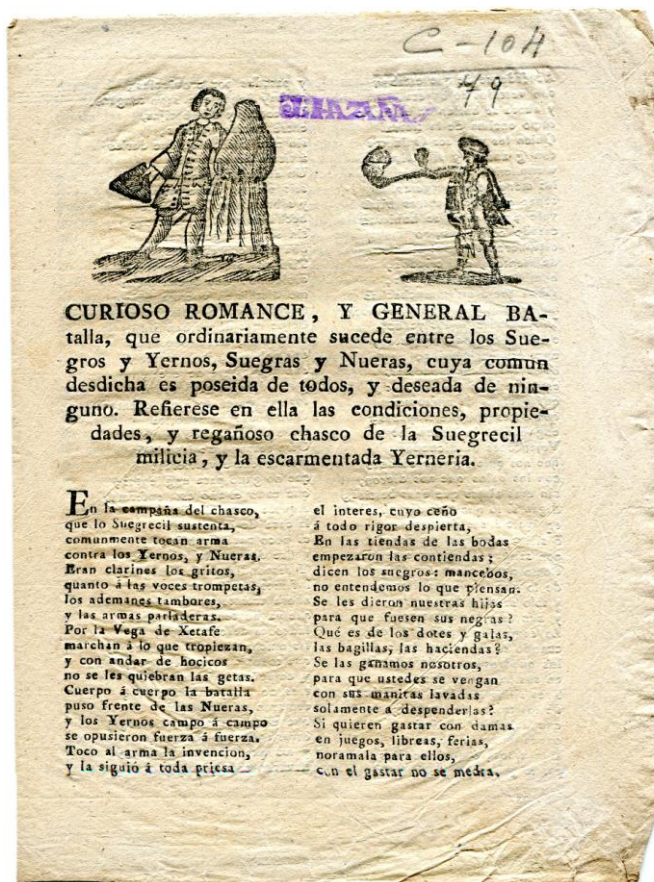 C-104
79
CURIOSO ROMANCE, Y GENERAL BA-
talla, que ordinariamente sucede entre los Sue-
gros y Yernos, Suegras y Nueras, cuya comun
desdicha es poseida de todos, y deseada de nin-
guno. Refierese en ella las condiciones, propie-
dades, y regañoso chasco de la Suegrecil
milicia, y la escarmentada Yerneria.
En la campaña del chasco,
que lo Suegrecil sustenta,
comunmente tocan arma
contra los Yernos, y Nueras.
Eran clarines los gritos,
quanto á las voces trompetas,
los ademanes tambores,
y las armas parladeras.
Por la Vega de Xetafe
marchan á lo que tropiezan,
y con andar de hocicos
no se les quiebran las getas.
Cuerpo á cuerpo la batalla
puso frente de las Nueras,
y los Yernos campo á campo
se opusieron fuerza á fuerza.
Toco al arma la invencion,
y la siguió á toda priesa
el interes, cuyo ceño
á todo rigor despierta,
En las tiendas de las bodas
empezaron las contiendas;
dicen los suegros: mancebos,
no entendemos lo que piensan.
Se les dieron nuestras hijas
para que fuesen sus negras?
Qué es de los dotes y galas,
las bagillas, las haciendas?
Se las ganamos nosotros,
para que ustedes se vengan
con sus manitas lavadas
solamente a despenderlas?
Si quieren gastar con damas
en juegos, libreas, ferias,
noramala para ellos,
con el gastar no se medra.